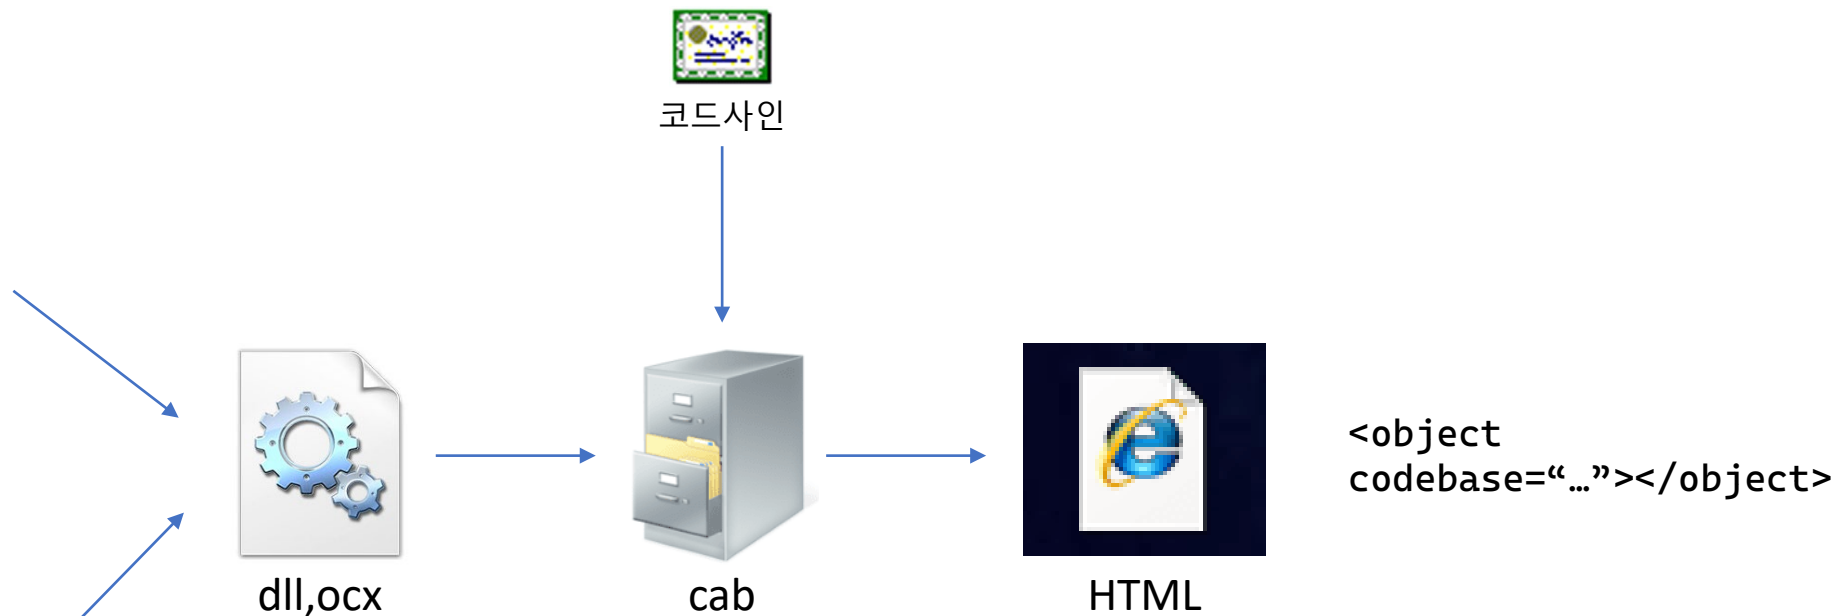 코드사인
<object
codebase=“…”></object>
dll,ocx
cab
HTML